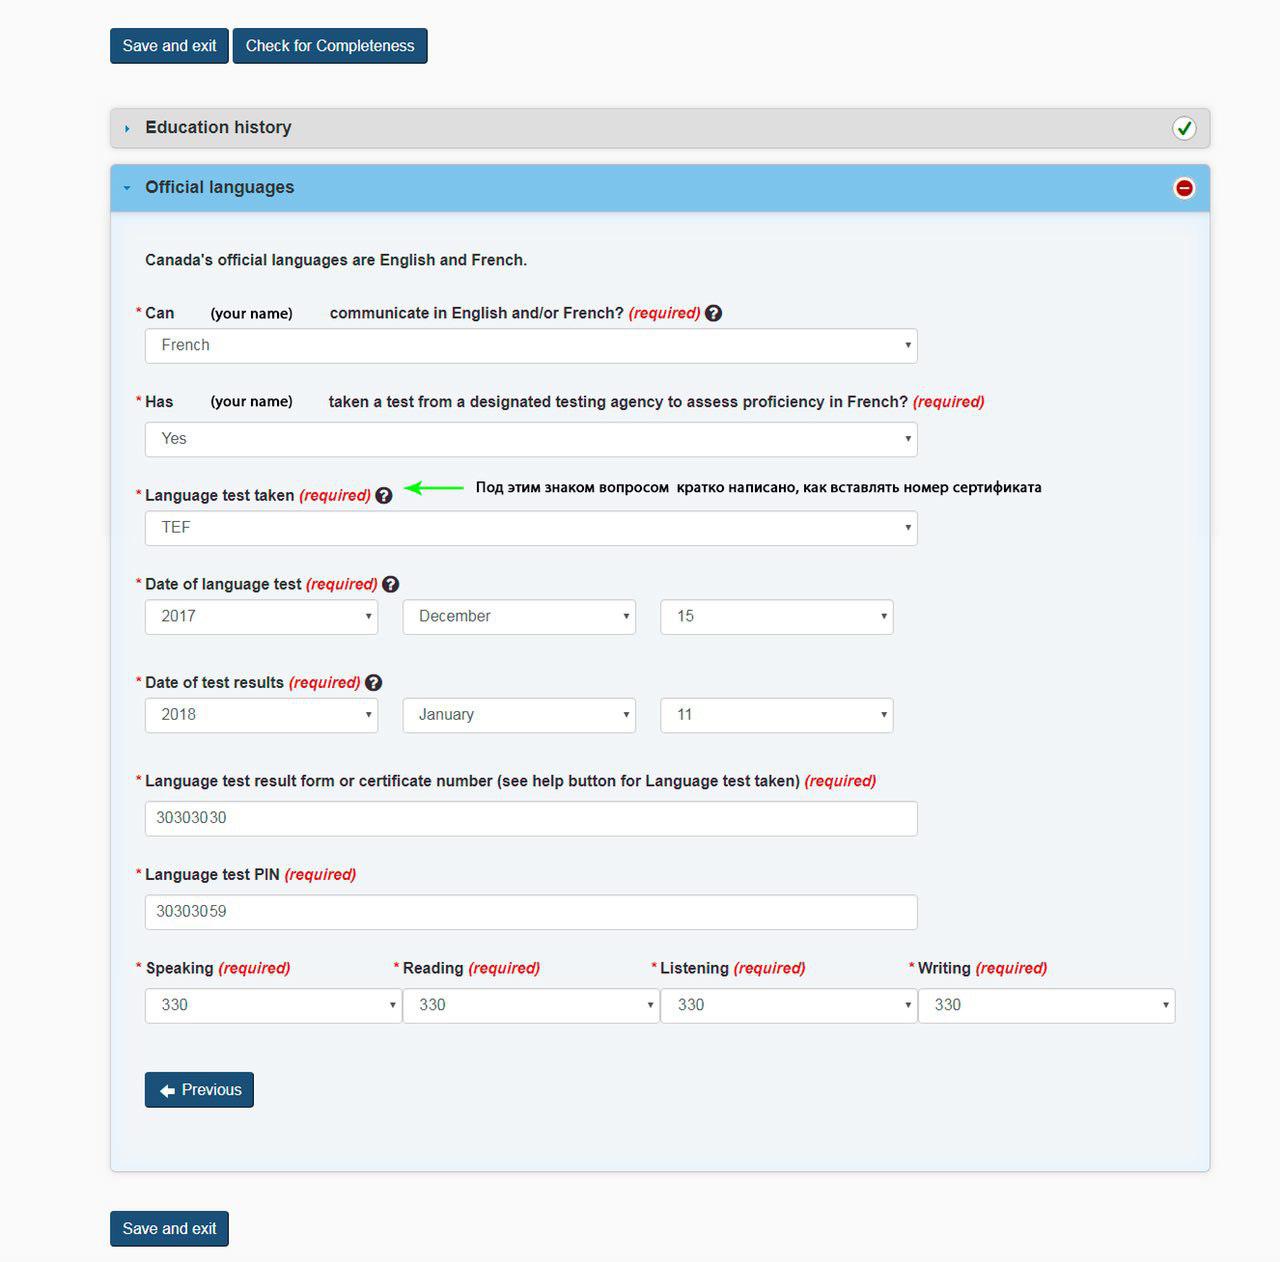 Save and exit Check for Completeness
Education history
Official languages
Canada's official languages are English and French.
* Can (your name) communicate in English and/or French? (required) ?
French
* Has (your name) taken a test from a designated testing agency to assess proficiency in French? (required)
Yes
* Language test taken (required) ? Под этим знаком вопросом кратко написано, как вставлять номер сертификата
TEF
* Date of language test (required) ?
2017 December 15
* Date of test results (required) ?
2018 January 11
* Language test result form or certificate number (see help button for Language test taken) (required)
30303030
* Language test PIN (required)
30303059
* Speaking (required) * Reading (required) * Listening (required) * Writing (required)
330 330 330 330
Previous
Save and exit